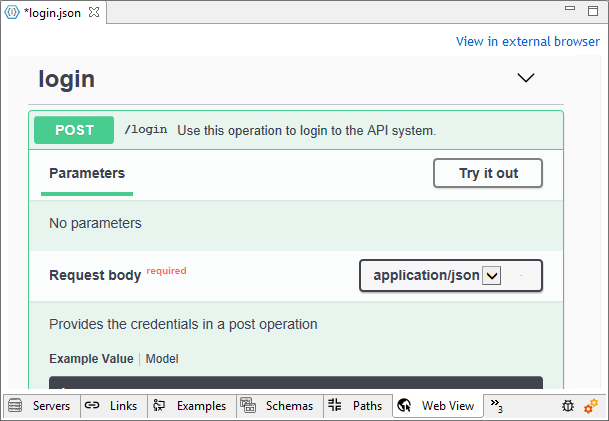 *login.json
View in external browser
login
POST /login Use this operation to login to the API system.
Parameters Try it out
No parameters
Request body required application/json
Provides the credentials in a post operation
Example Value Model
Servers Links Examples Schemas Paths Web View »3